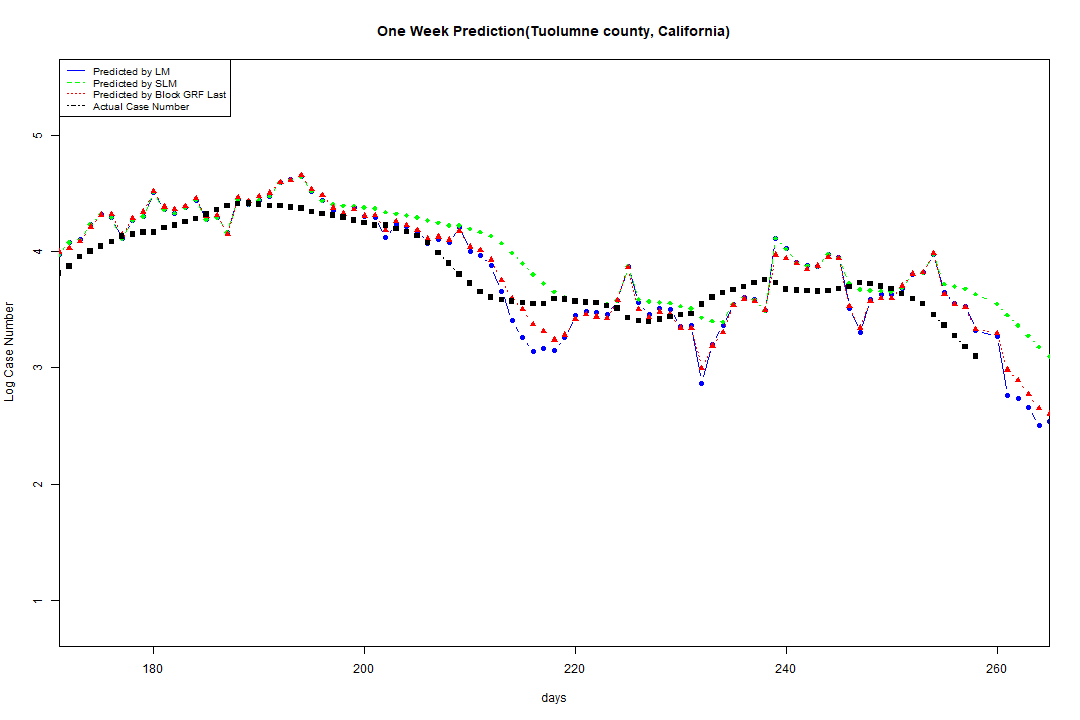 One Week Prediction(Tuolumne county, California)
Predicted by LM
Predicted by SLM
Predicted by Block GRF Last
Actual Case Number
5
4
3
2
1
Log Case Number
180 200 220 240 260
days